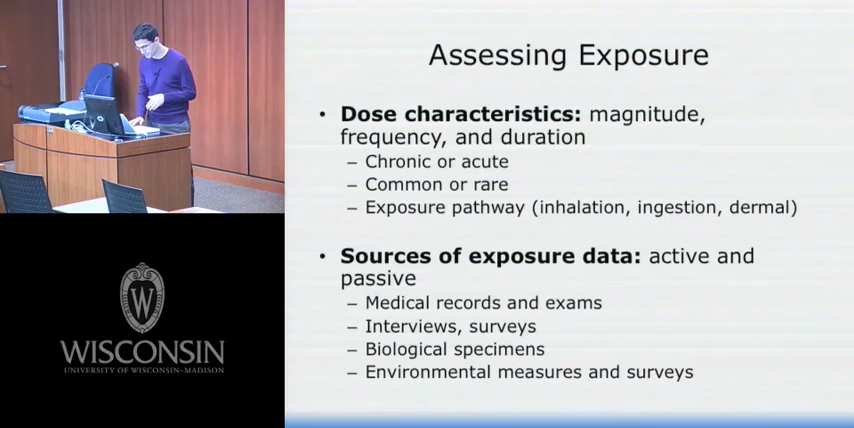 Assessing Exposure
• Dose characteristics: magnitude,
frequency, and duration
– Chronic or acute
– Common or rare
– Exposure pathway (inhalation, ingestion, dermal)
• Sources of exposure data: active and
passive
– Medical records and exams
– Interviews, surveys
– Biological specimens
– Environmental measures and surveys
W
WISCONSIN
UNIVERSITY OF WISCONSIN–MADISON